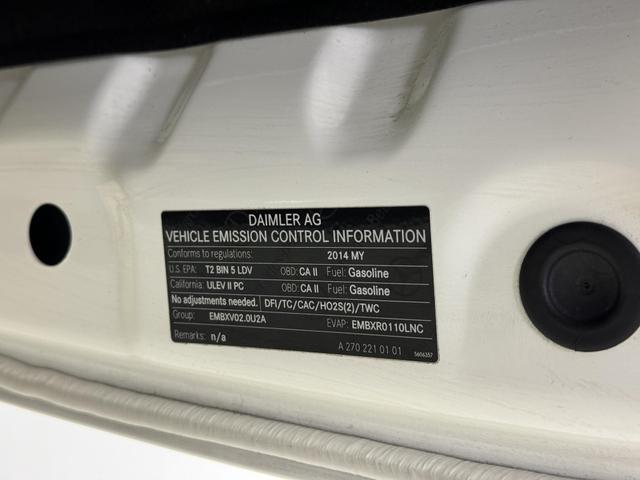 DAIMLER AG
VEHICLE EMISSION CONTROL INFORMATION
Conforms to regulations: 2014 MY
U.S. EPA: T2 BIN 5 LDV OBD: CA II Fuel: Gasoline
California: ULEV II PC OBD: CA II Fuel: Gasoline
No adjustments needed. DFI/TC/CAC/HO2S(2)/TWC
Group: EMBXV02.0U2A EVAP: EMBXR0110LNC
Remarks: n/a A 270 221 01 01 5606357